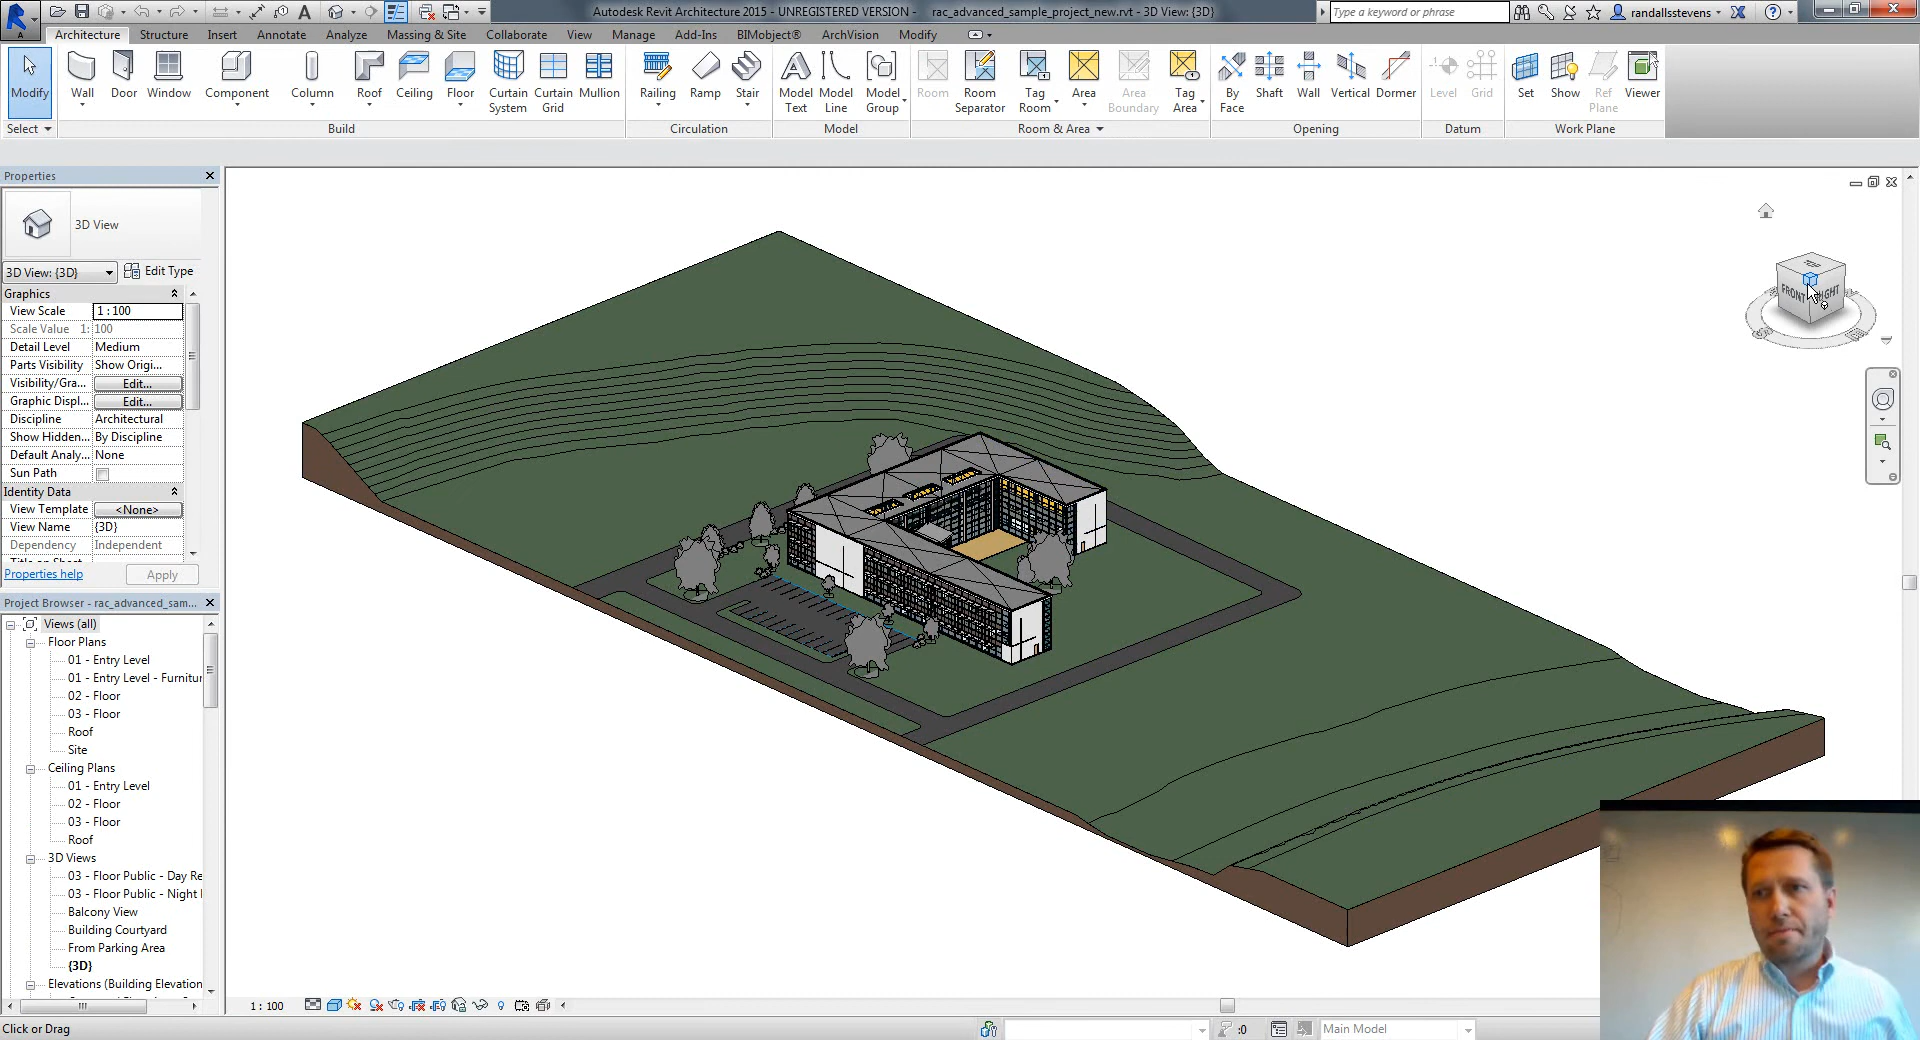 Autodesk Revit Architecture 2015 - UNREGISTERED VERSION - rac_advanced_sample_project_new.rvt - 3D View: {3D}
Type a keyword or phrase
randallsstevens
Architecture Structure Insert Annotate Analyze Massing & Site Collaborate View Manage Add-Ins BIMobject® ArchVision Modify
Modify Wall Door Window Component Column Roof Ceiling Floor Curtain System Curtain Grid Mullion Railing Ramp Stair Model Text Model Line Model Group Room Room Separator Tag Room Area Area Boundary Tag Area By Face Shaft Wall Vertical Dormer Level Grid Set Show Ref Plane Viewer
Select Build Circulation Model Room & Area Opening Datum Work Plane
Properties
3D View
3D View: {3D} Edit Type
Graphics
View Scale 1 : 100
Scale Value 1: 100
Detail Level Medium
Parts Visibility Show Origi...
Visibility/Gra... Edit...
Graphic Displ... Edit...
Discipline Architectural
Show Hidden... By Discipline
Default Analy... None
Sun Path
Identity Data
View Template <None>
View Name {3D}
Dependency Independent
Properties help Apply
Project Browser - rac_advanced_sam...
Views (all)
Floor Plans
01 - Entry Level
01 - Entry Level - Furnitur
02 - Floor
03 - Floor
Roof
Site
Ceiling Plans
01 - Entry Level
02 - Floor
03 - Floor
Roof
3D Views
03 - Floor Public - Day Re
03 - Floor Public - Night
Balcony View
Building Courtyard
From Parking Area
{3D}
Elevations (Building Elevation
TOP
FRONT
1 : 100
Click or Drag
:0
Main Model